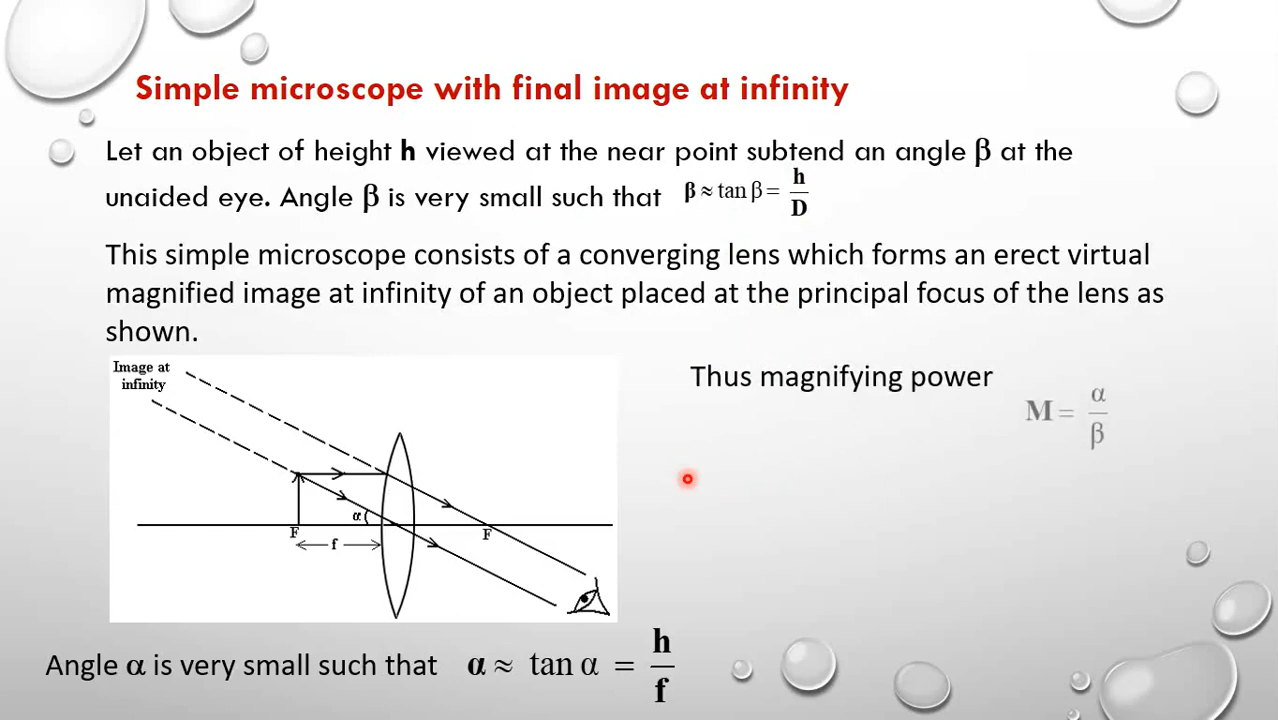 Simple microscope with final image at infinity
Let an object of height h viewed at the near point subtend an angle β at the
unaided eye. Angle β is very small such that β ≈ tan β = h/D
This simple microscope consists of a converging lens which forms an erect virtual
magnified image at infinity of an object placed at the principal focus of the lens as
shown.
Image at
infinity
α
F
f
F
Thus magnifying power
M = α/β
Angle α is very small such that α ≈ tan α = h/f